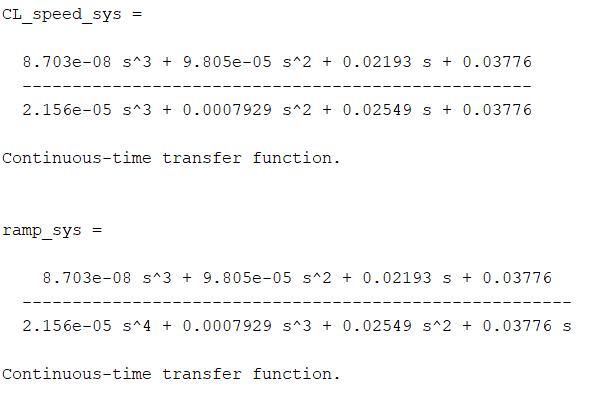 CL_speed_sys =
8.703e-08 s^3 + 9.805e-05 s^2 + 0.02193 s + 0.03776
---------------------------------------------------
2.156e-05 s^3 + 0.0007929 s^2 + 0.02549 s + 0.03776
Continuous-time transfer function.
ramp_sys =
8.703e-08 s^3 + 9.805e-05 s^2 + 0.02193 s + 0.03776
-------------------------------------------------------
2.156e-05 s^4 + 0.0007929 s^3 + 0.02549 s^2 + 0.03776 s
Continuous-time transfer function.